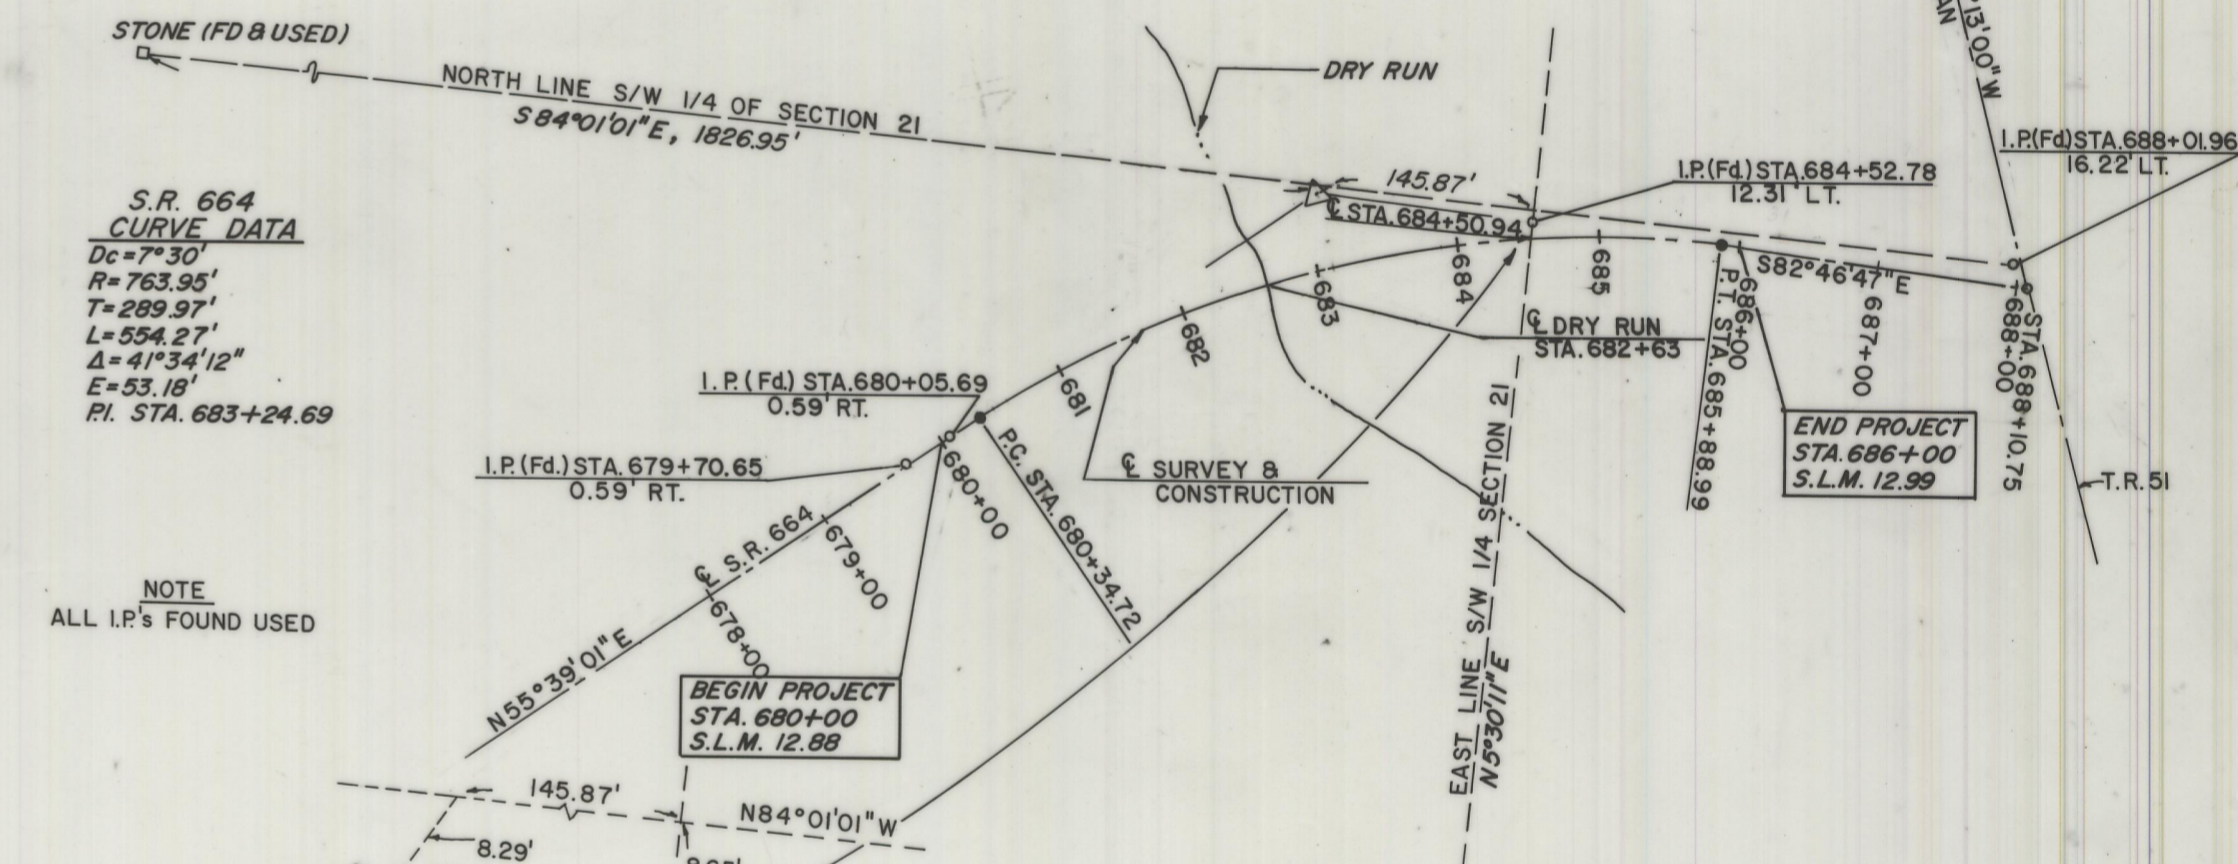 STONE (FD & USED)
NORTH LINE S/W 1/4 OF SECTION 21
S84°01'01"E, 1826.95'
DRY RUN
13'00" W
AN
I.P.(Fd.)STA.688+01.96
16.22' LT.
145.87'
I.P.(Fd.)STA.684+52.78
12.31' LT.
℄ STA.684+50.94
S.R. 664
CURVE DATA
Dc=7°30'
R=763.95'
T=289.97'
L=554.27'
Δ=41°34'12"
E=53.18'
P.I. STA. 683+24.69
681
682
683
684
685
686+00
687+00
688+00
S82°46'47"E
P.T. STA. 685+88.99
STA. 688+10.75
℄ DRY RUN
STA. 682+63
I.P.(Fd.) STA.680+05.69
0.59' RT.
I.P.(Fd.) STA. 679+70.65
0.59' RT.
P.C. STA. 680+34.72
℄ SURVEY &
CONSTRUCTION
END PROJECT
STA. 686+00
S.L.M. 12.99
T.R. 51
680+00
679+00
678+00
℄ S.R. 664
N55°39'01"E
NOTE
ALL I.P.'s FOUND USED
BEGIN PROJECT
STA. 680+00
S.L.M. 12.88
EAST LINE S/W 1/4 SECTION 21
N5°30'11"E
145.87'
N84°01'01"W
8.29'